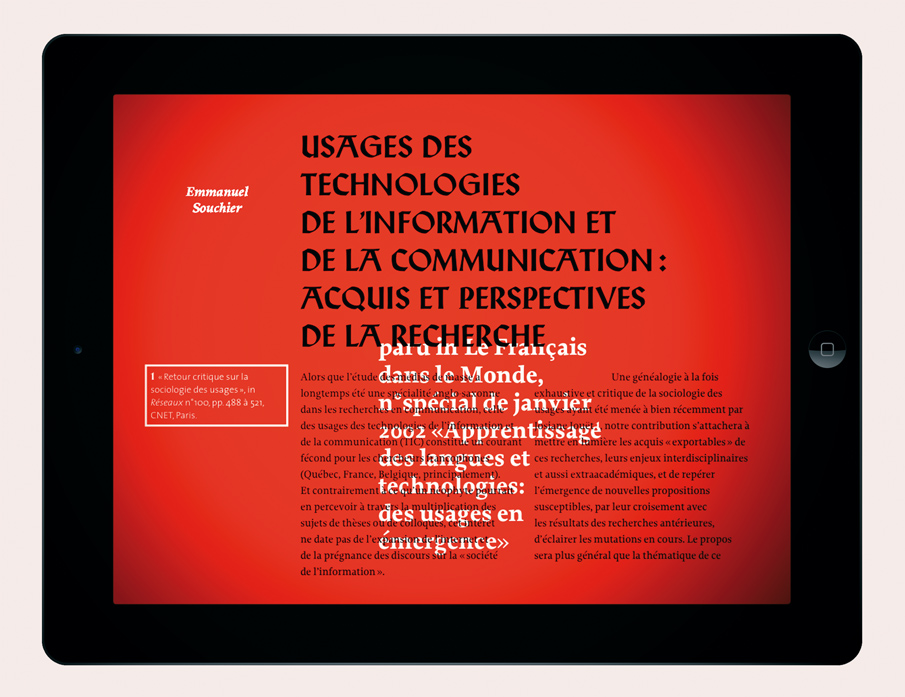 USAGES DES
TECHNOLOGIES
DE L'INFORMATION ET
DE LA COMMUNICATION :
ACQUIS ET PERSPECTIVES
DE LA RECHERCHE
Emmanuel
Souchier
paru in Le Français
dans le Monde,
n° spécial de janvier
2002 «Apprentissage
des langues et
technologies:
des usages en
émergence»
1 «Retour critique sur la
sociologie des usages», in
Réseaux n°100, pp. 488 à 521,
CNET, Paris.
Alors que l'étude des médias de masse a
longtemps été une spécialité anglo-saxonne
dans les recherches en communication, celle
des usages des technologies de l'information et
de la communication (TIC) constitue un courant
fécond pour les chercheurs francophones
(Québec, France, Belgique, principalement).
Et contrairement à ce qu'un néophyte pourrait
en percevoir à travers la multiplication des
sujets de thèses ou de colloques, cet intérêt
ne date pas de l'expansion de l'internet et
de la prégnance des discours sur la «société
de l'information».
Une généalogie à la fois
exhaustive et critique de la sociologie des
usages ayant été menée à bien récemment par
Josiane Jouët1, notre contribution s'attachera à
mettre en lumière les acquis «exportables» de
ces recherches, leurs enjeux interdisciplinaires
et aussi extraacadémiques, et de repérer
l'émergence de nouvelles propositions
susceptibles, par leur croisement avec
les résultats des recherches antérieures,
d'éclairer les mutations en cours. Le propos
sera plus général que la thématique de ce